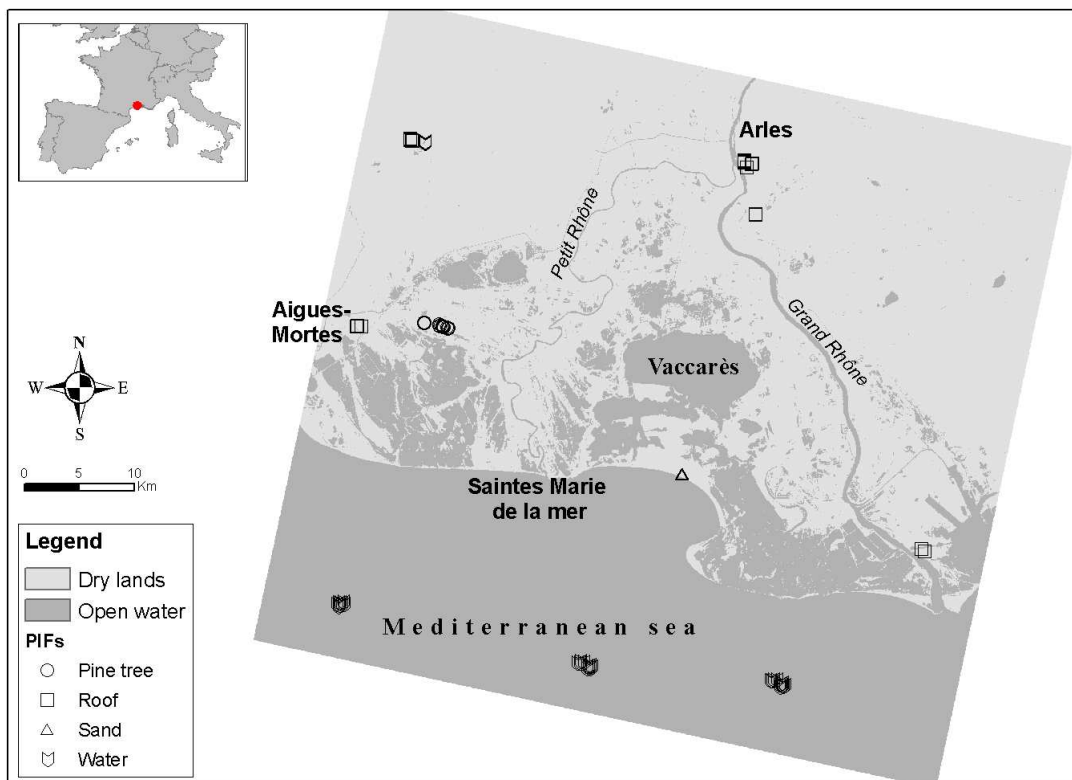 Arles
Petit Rhône
Grand Rhône
Aigues-
Mortes
Vaccarès
Saintes Marie
de la mer
Mediterranean sea
N
W
E
S
0 5 10
Km
Legend
Dry lands
Open water
PIFs
Pine tree
Roof
Sand
Water